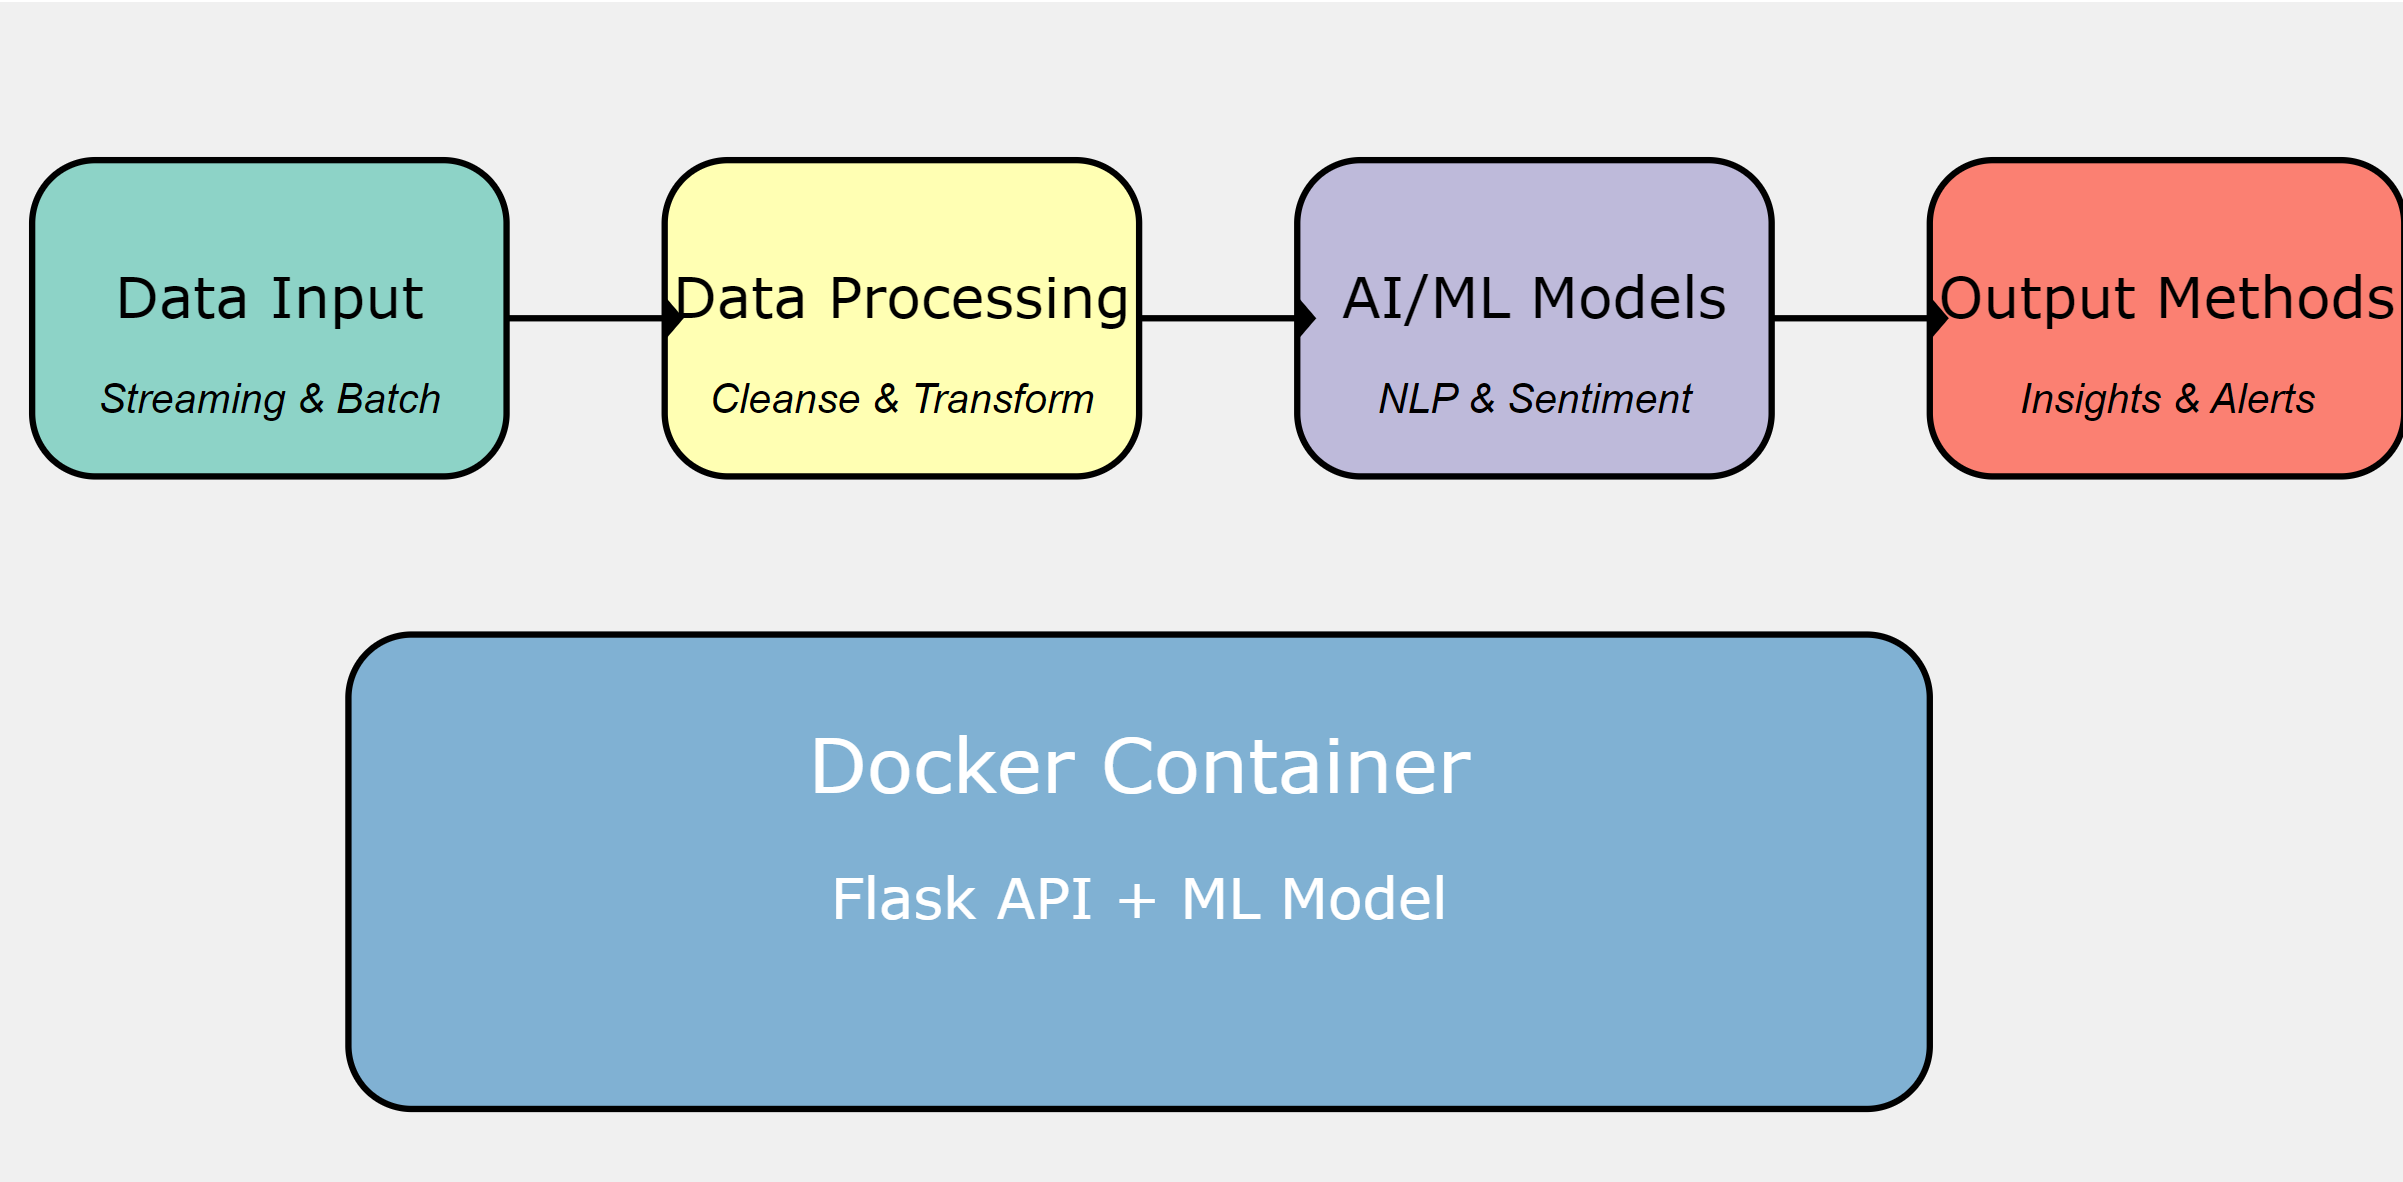 Data Input
Streaming & Batch
Data Processing
Cleanse & Transform
AI/ML Models
NLP & Sentiment
Output Methods
Insights & Alerts
Docker Container
Flask API + ML Model